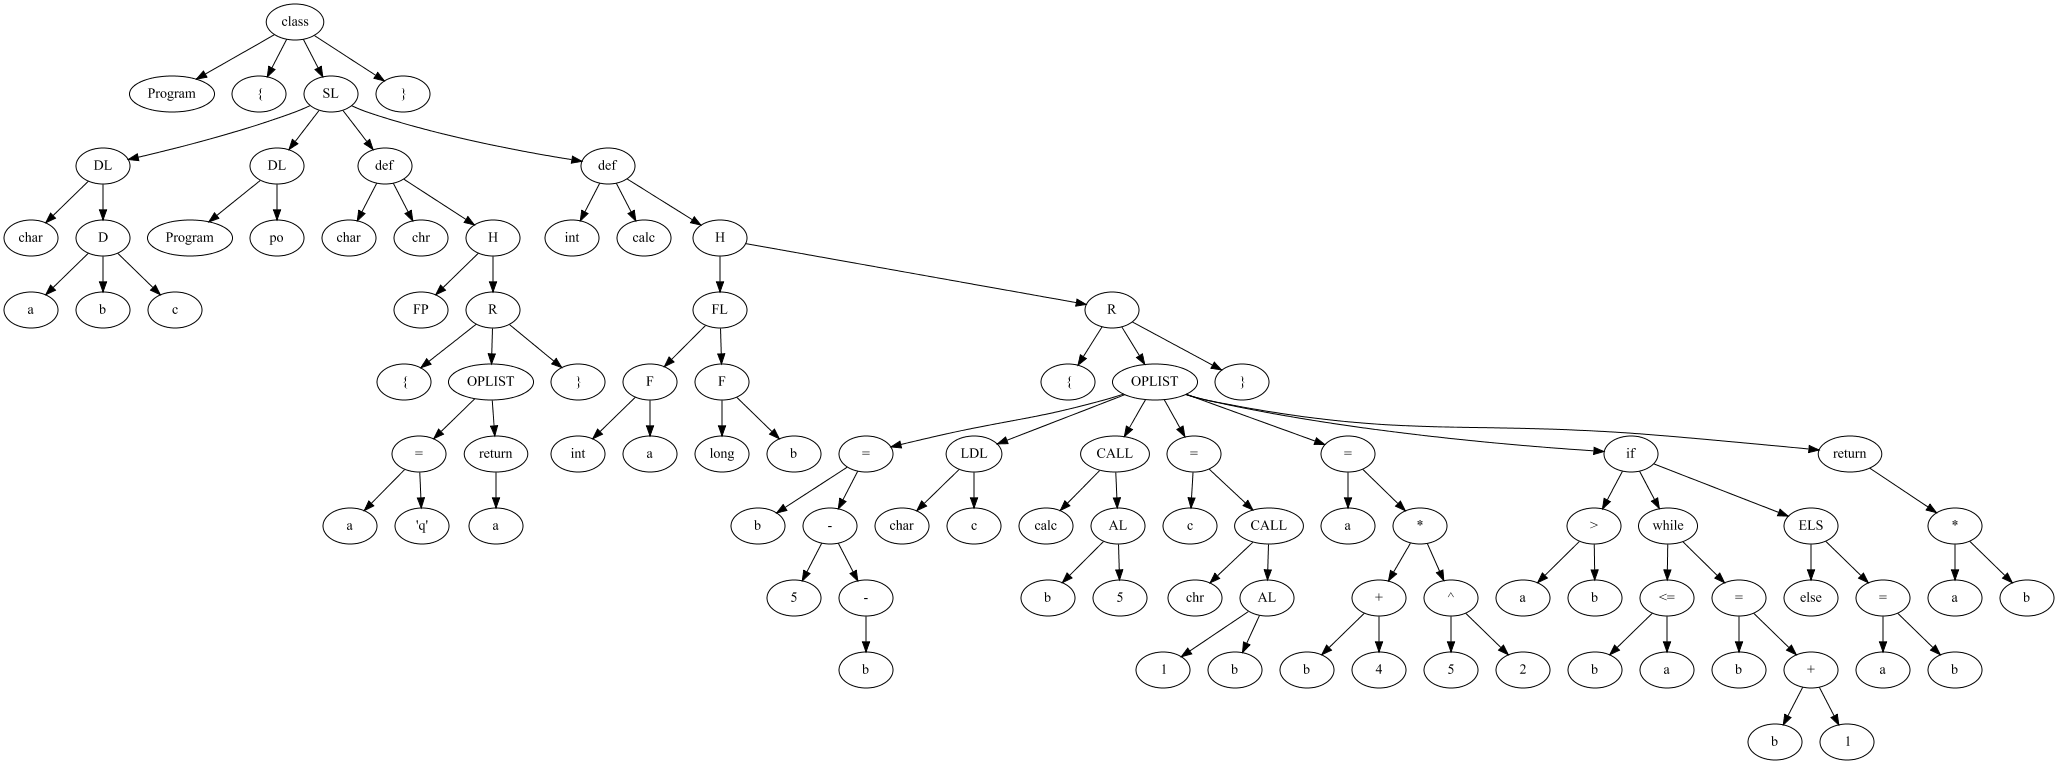 class
Program { SL }
DL DL def def
char D Program po char chr H int calc H
a b c FP R FL R
{ OPLIST } F F { OPLIST }
= return int a long b = LDL CALL = = if return
a 'q' a b - char c calc AL c CALL a * > while ELS *
5 - b 5 chr AL + ^ a b <= = else = a b
b 1 b b 4 5 2 b a b + a b
b 1